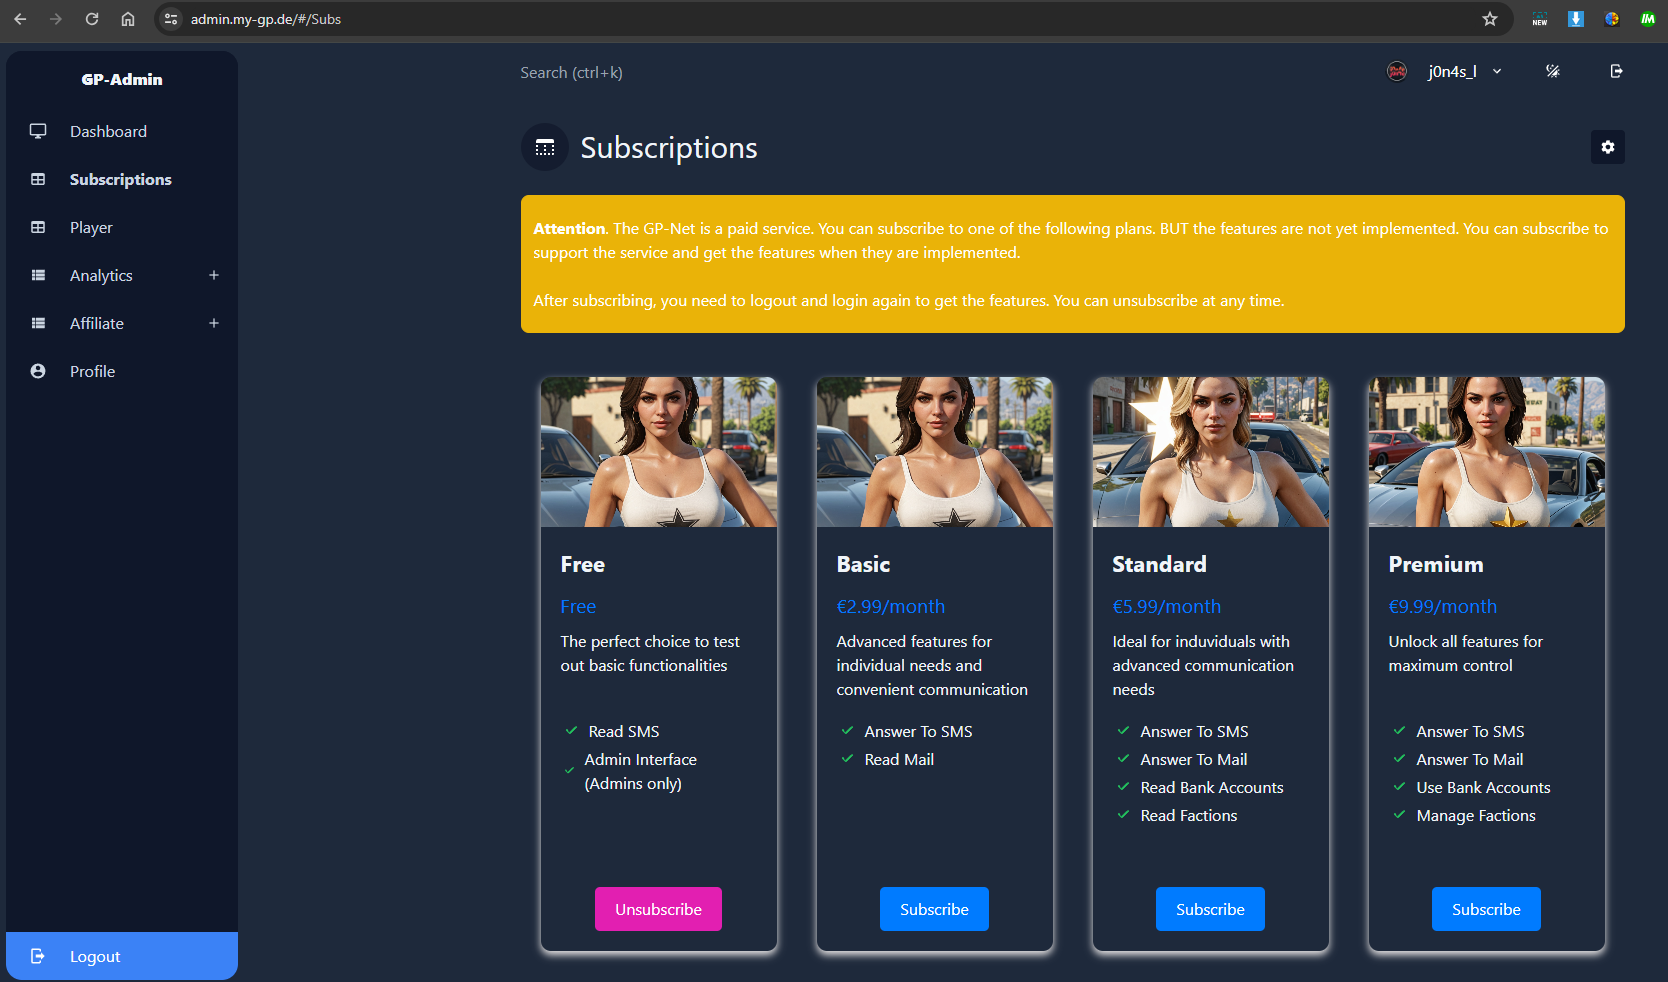 admin.my-gp.de/#/Subs
NEW
GP-Admin
Dashboard
Subscriptions
Player
Analytics
Affiliate
Profile
Logout
Search (ctrl+k)
j0n4s_l
Subscriptions
Attention. The GP-Net is a paid service. You can subscribe to one of the following plans. BUT the features are not yet implemented. You can subscribe to
support the service and get the features when they are implemented.
After subscribing, you need to logout and login again to get the features. You can unsubscribe at any time.
Free
Free
The perfect choice to test
out basic functionalities
Read SMS
Admin Interface
(Admins only)
Unsubscribe
Basic
€2.99/month
Advanced features for
individual needs and
convenient communication
Answer To SMS
Read Mail
Subscribe
Standard
€5.99/month
Ideal for induviduals with
advanced communication
needs
Answer To SMS
Answer To Mail
Read Bank Accounts
Read Factions
Subscribe
Premium
€9.99/month
Unlock all features for
maximum control
Answer To SMS
Answer To Mail
Use Bank Accounts
Manage Factions
Subscribe